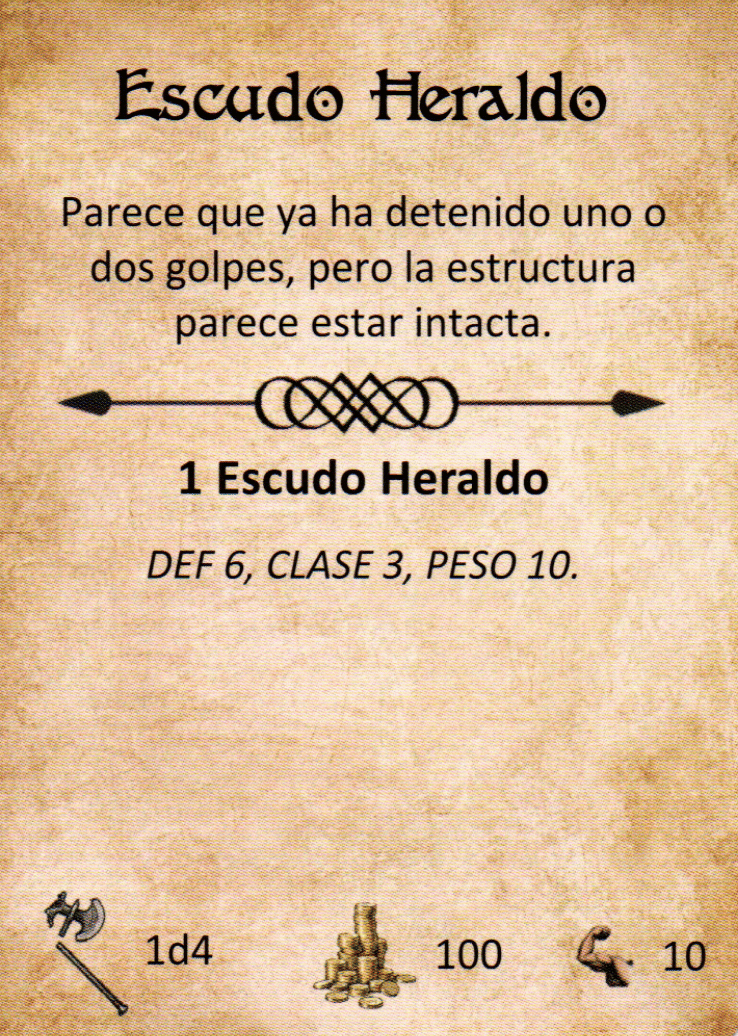 Escudo Heraldo
Parece que ya ha detenido uno o
dos golpes, pero la estructura
parece estar intacta.
1 Escudo Heraldo
DEF 6, CLASE 3, PESO 10.
1d4 100 10